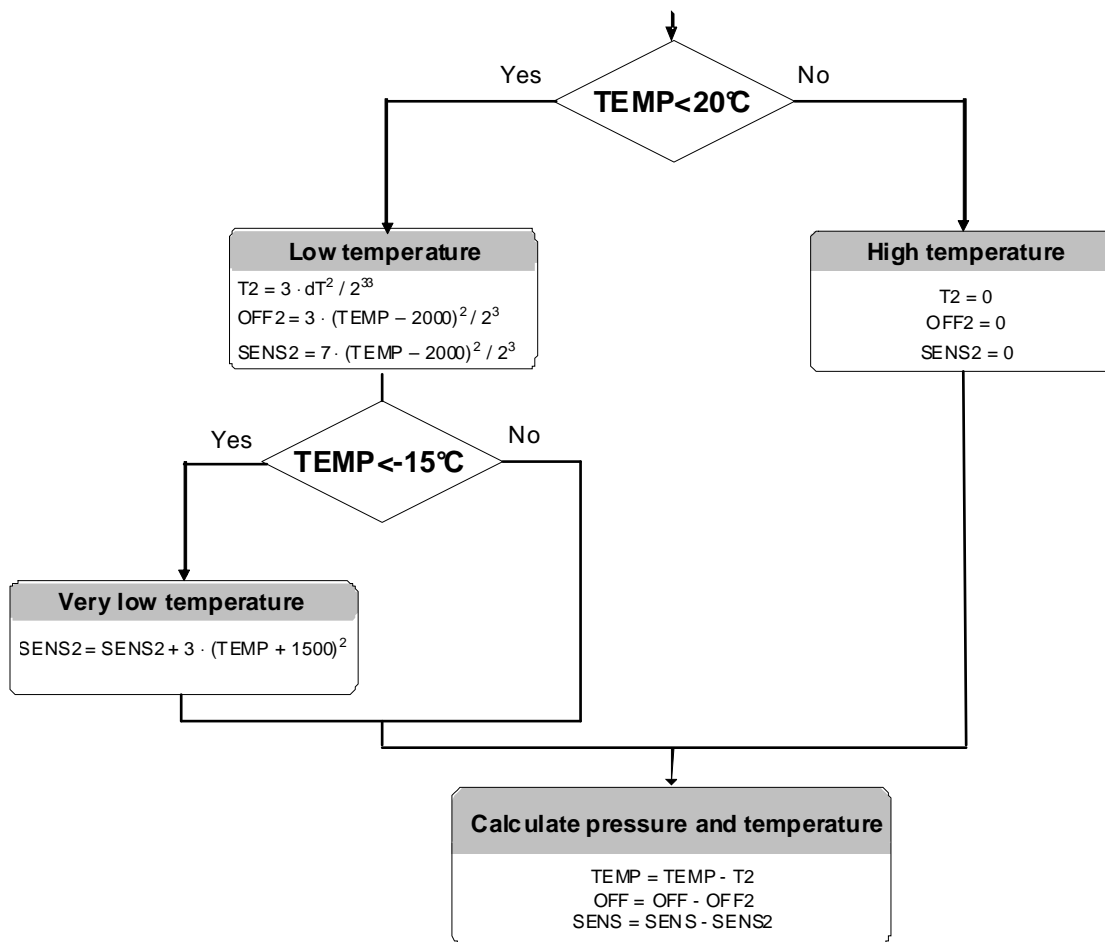 Yes
No
TEMP<20°C
Low temperature
T2 = 3 · dT² / 2³³
OFF2 = 3 · (TEMP – 2000)² / 2³
SENS2 = 7 · (TEMP – 2000)² / 2³
High temperature
T2 = 0
OFF2 = 0
SENS2 = 0
Yes
No
TEMP<-15°C
Very low temperature
SENS2 = SENS2 + 3 · (TEMP + 1500)²
Calculate pressure and temperature
TEMP = TEMP - T2
OFF = OFF - OFF2
SENS = SENS - SENS2